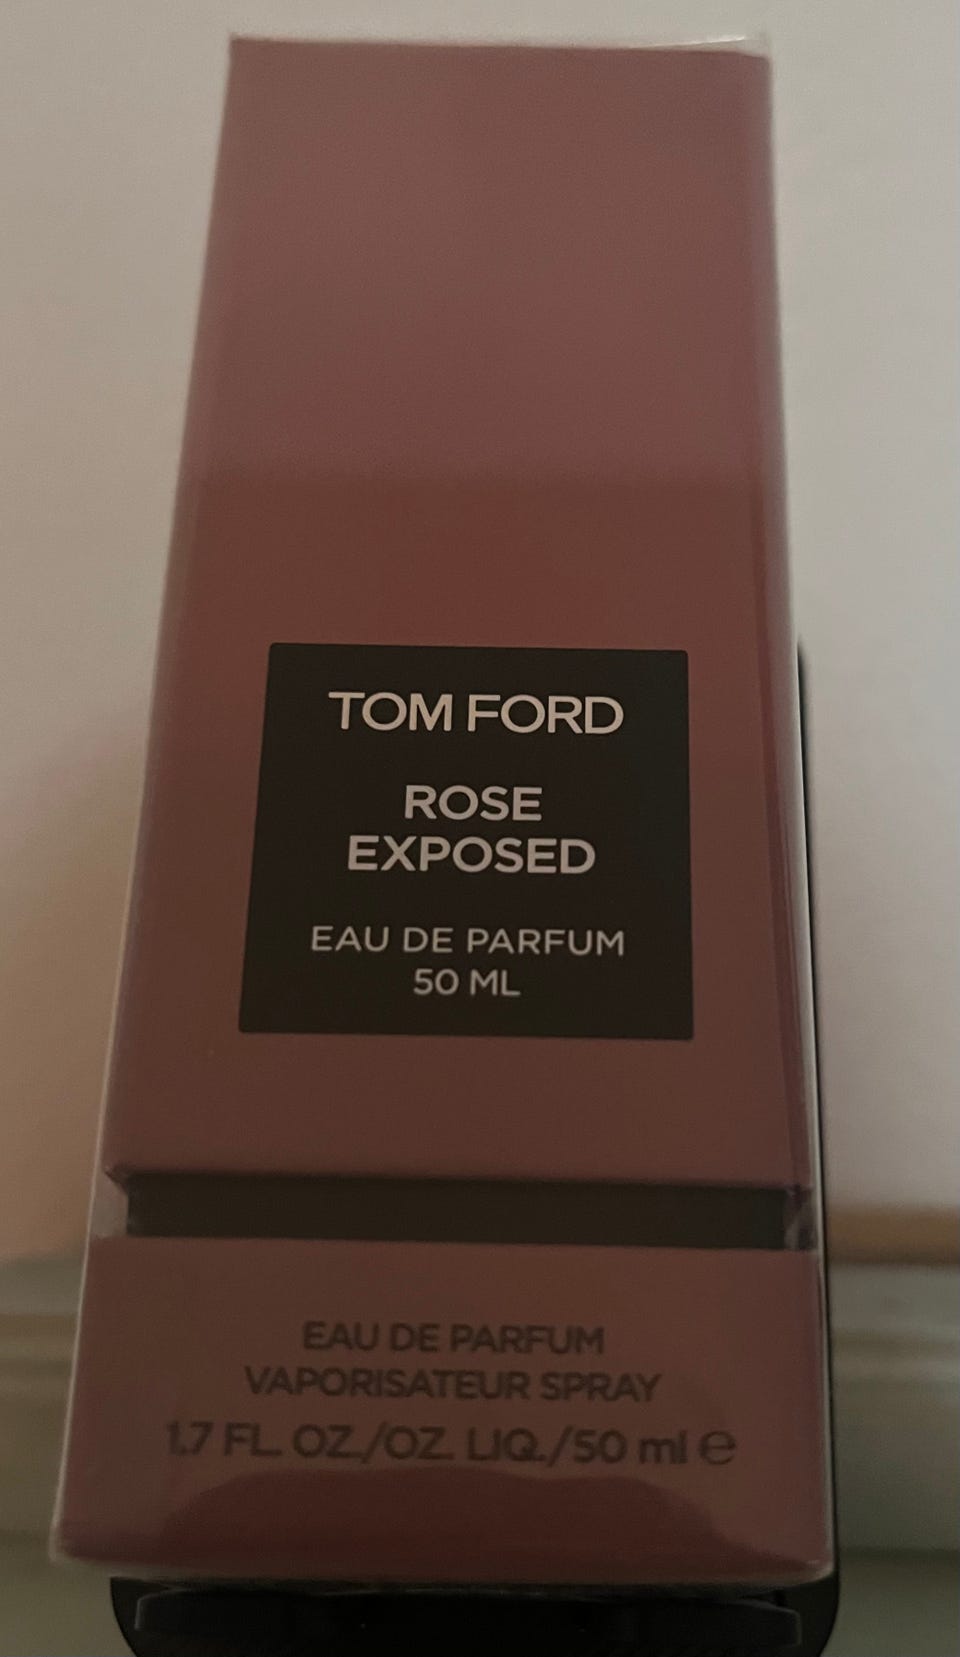 TOM FORD
ROSE
EXPOSED
EAU DE PARFUM
50 ML
EAU DE PARFUM
VAPORISATEUR SPRAY
1.7 FL. OZ./OZ. LIQ./50 ml ℮